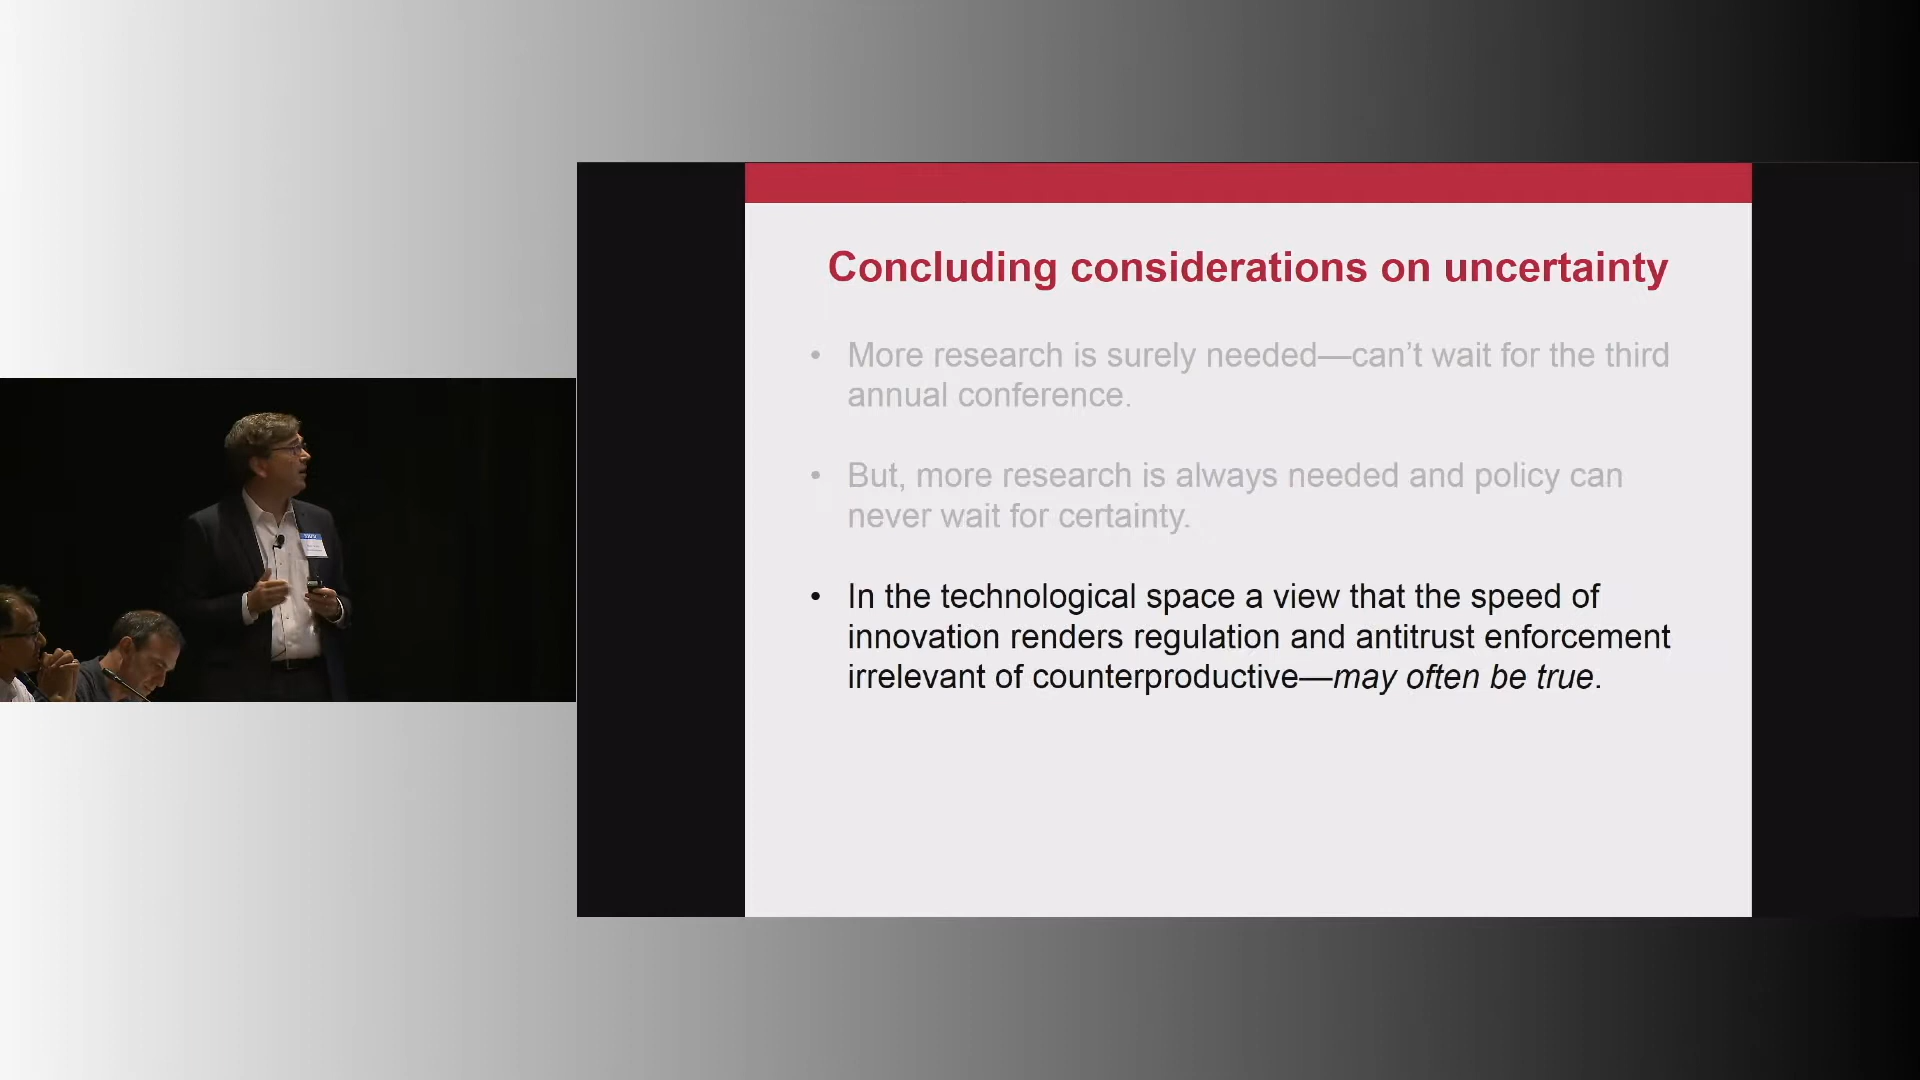 Concluding considerations on uncertainty
• More research is surely needed—can’t wait for the third
annual conference.
• But, more research is always needed and policy can
never wait for certainty.
• In the technological space a view that the speed of
innovation renders regulation and antitrust enforcement
irrelevant of counterproductive—may often be true.